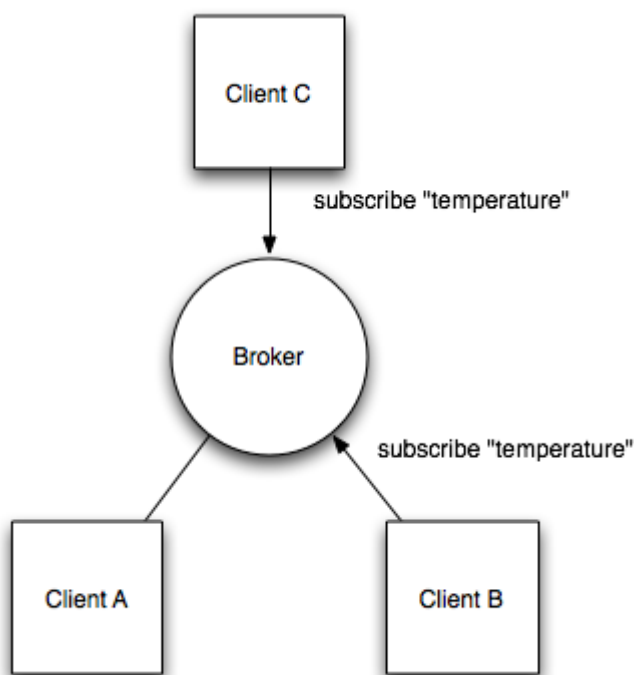 Client C
subscribe "temperature"
Broker
subscribe "temperature"
Client A
Client B